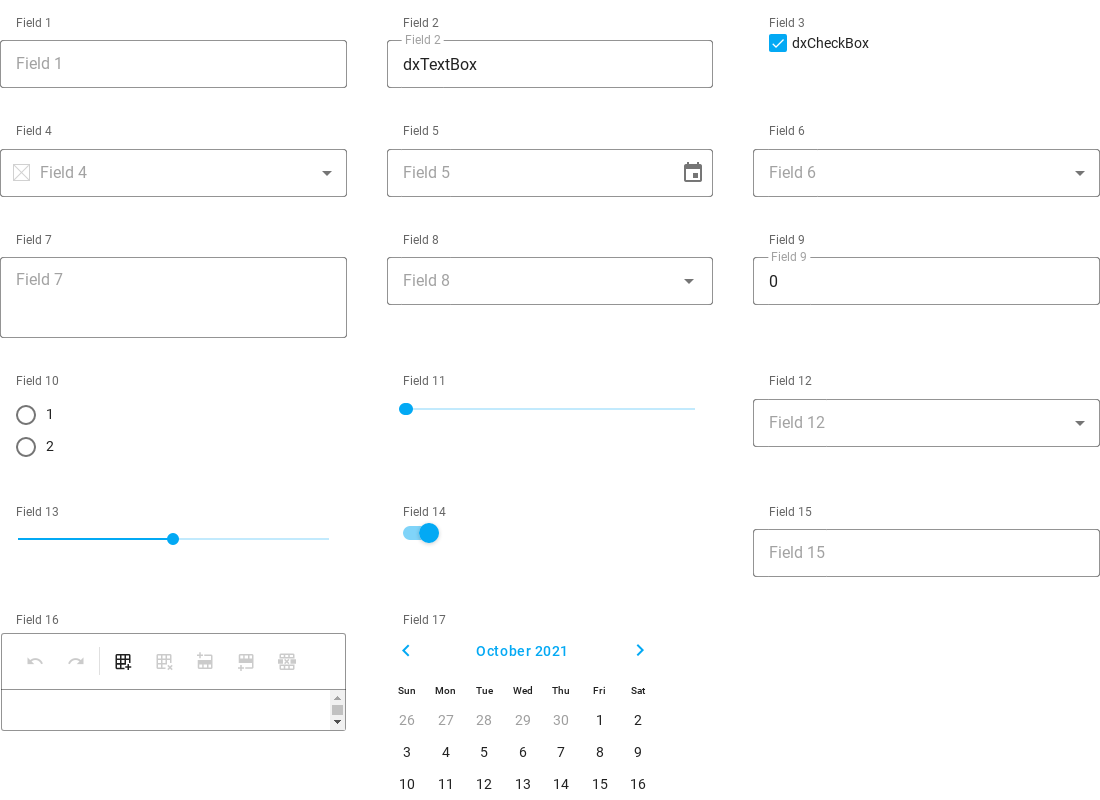 Field 1
Field 2
Field 3
Field 1
Field 2
dxTextBox
dxCheckBox
Field 4
Field 5
Field 6
Field 4
Field 5
Field 6
Field 7
Field 8
Field 9
Field 7
Field 8
Field 9
0
Field 10
Field 11
Field 12
1
2
Field 12
Field 13
Field 14
Field 15
Field 15
Field 16
Field 17
October 2021
Sun Mon Tue Wed Thu Fri Sat
26 27 28 29 30 1 2
3 4 5 6 7 8 9
10 11 12 13 14 15 16